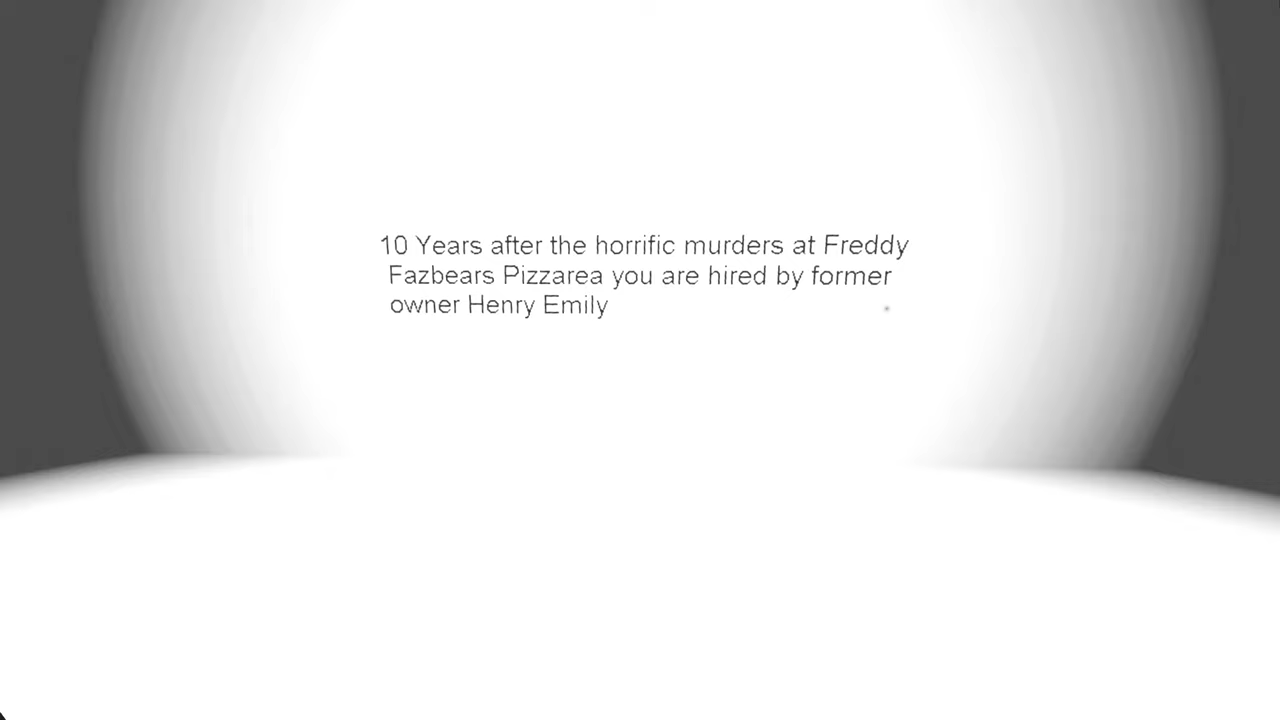 10 Years after the horrific murders at Freddy
Fazbears Pizzarea you are hired by former
owner Henry Emily